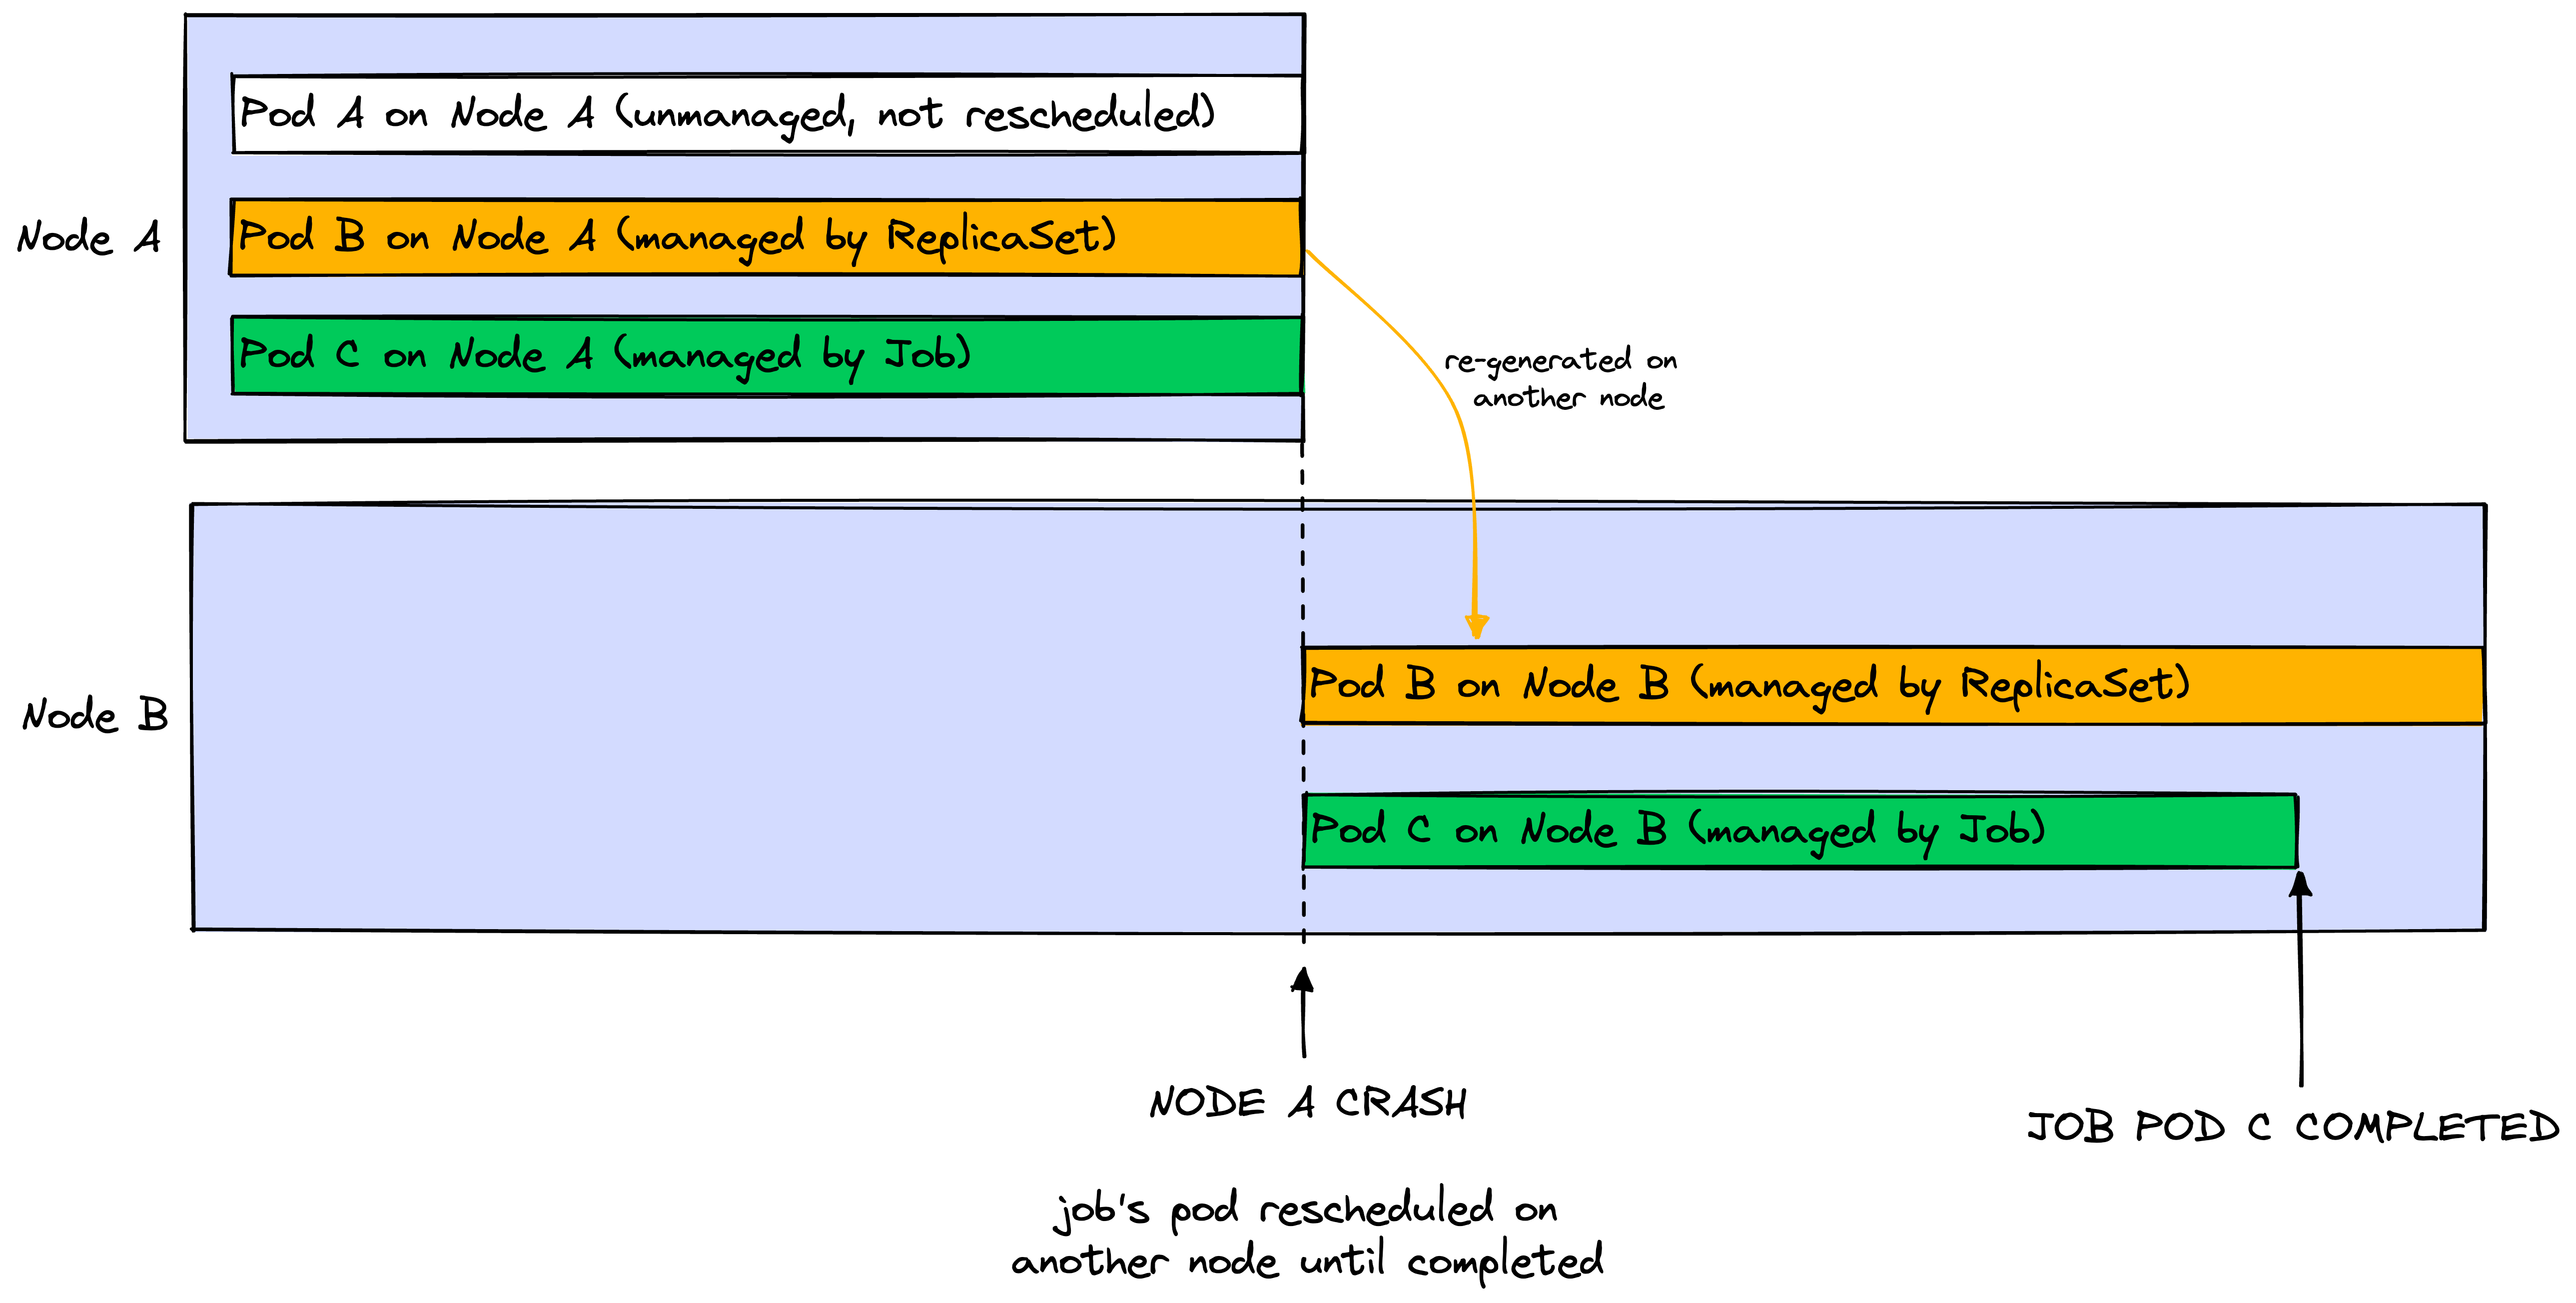 Pod A on Node A (unmanaged, not rescheduled)
Node A
Pod B on Node A (managed by ReplicaSet)
Pod C on Node A (managed by Job)
re-generated on
another node
Node B
Pod B on Node B (managed by ReplicaSet)
Pod C on Node B (managed by Job)
NODE A CRASH
JOB POD C COMPLETED
job's pod rescheduled on
another node until completed